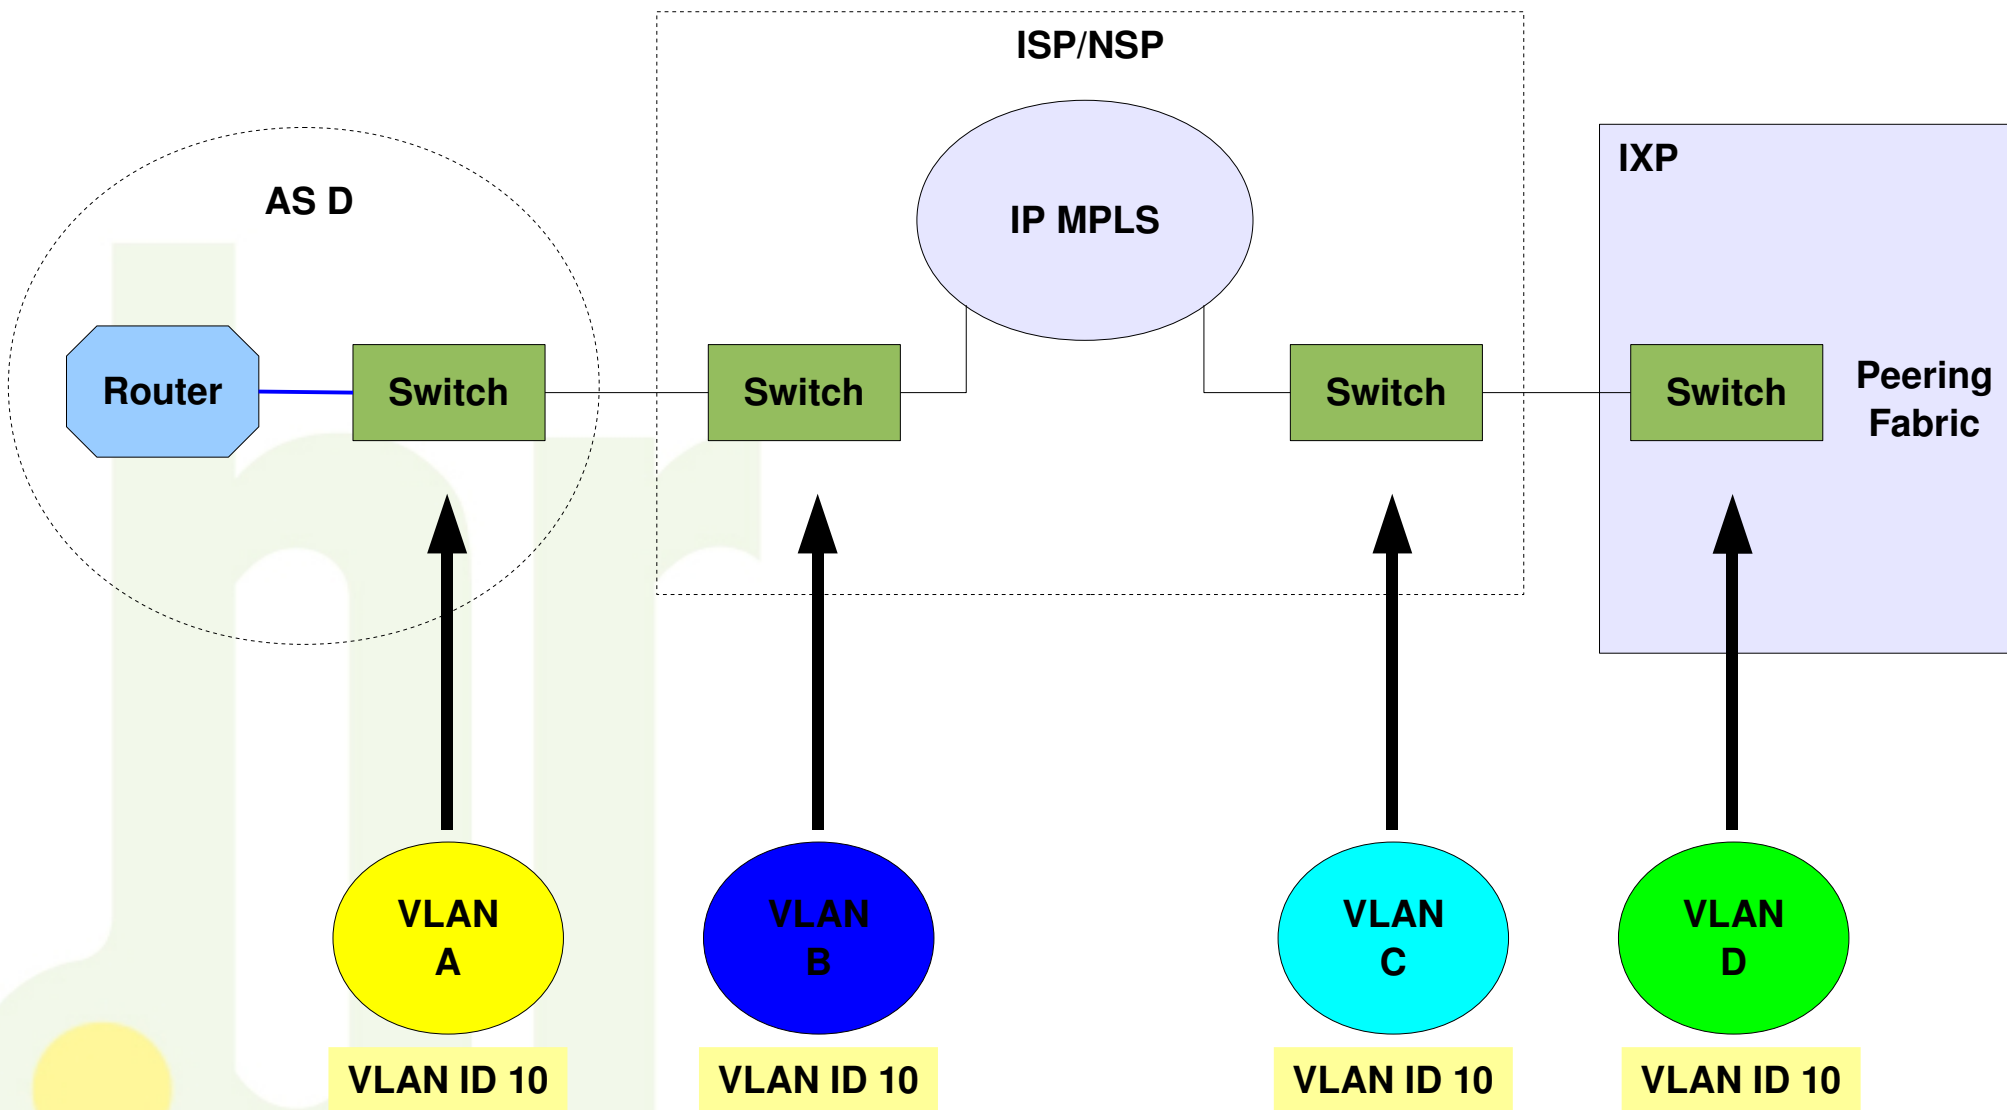 ISP/NSP
IXP
AS D
IP MPLS
Router
Switch
Switch
Switch
Switch
Peering
Fabric
VLAN
A
VLAN
B
VLAN
C
VLAN
D
VLAN ID 10
VLAN ID 10
VLAN ID 10
VLAN ID 10